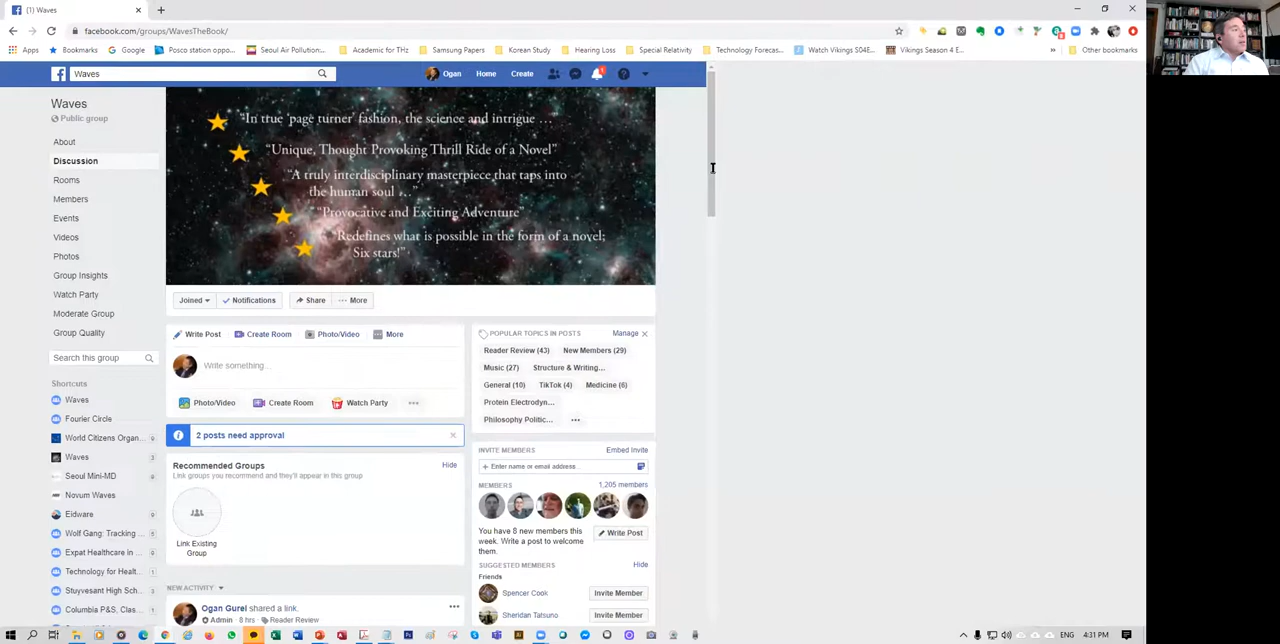 (1) Waves
facebook.com/groups/WavesTheBook/
Apps
Bookmarks
Google
Posco station oppo...
Seoul Air Pollution:...
Academic for THz
Samsung Papers
Korean Study
Hearing Loss
Special Relativity
Technology Forecas...
Watch Vikings S04E...
Vikings Season 4 E...
Other bookmarks
Waves
Ogan
Home
Create
Waves
Public group
About
Discussion
Rooms
Members
Events
Videos
Photos
Group Insights
Watch Party
Moderate Group
Group Quality
Search this group
Shortcuts
Waves
Fourier Circle
World Citizens Organ...
Waves 3
Seoul Mini-MD
Novum Waves
Eidware
Wolf Gang: Tracking ...
Expat Healthcare in ...
Technology for Healt... 1
Stuyvesant High Sch...
Columbia P&S, Clas...
"In true 'page turner' fashion, the science and intrigue ..."
"Unique, Thought Provoking Thrill Ride of a Novel"
"A truly interdisciplinary masterpiece that taps into
the human soul ..."
"Provocative and Exciting Adventure"
"Redefines what is possible in the form of a novel;
Six stars!"
Joined
Notifications
Share
More
Write Post
Create Room
Photo/Video
More
Write something...
Photo/Video
Create Room
Watch Party
2 posts need approval
Recommended Groups
Hide
Link groups you recommend and they'll appear in this group
Link Existing
Group
NEW ACTIVITY
Ogan Gurel shared a link.
Admin · 8 hrs · Reader Review
POPULAR TOPICS IN POSTS
Manage
Reader Review (43)
New Members (29)
Music (27)
Structure & Writing...
General (10)
TikTok (4)
Medicine (6)
Protein Electrodyn...
Philosophy Politic...
INVITE MEMBERS
Embed Invite
+ Enter name or email address...
MEMBERS
1,205 members
You have 8 new members this
week. Write a post to welcome
them.
Write Post
SUGGESTED MEMBERS
Hide
Friends
Spencer Cook
Invite Member
Sheridan Tatsuno
Invite Member
ENG
4:31 PM